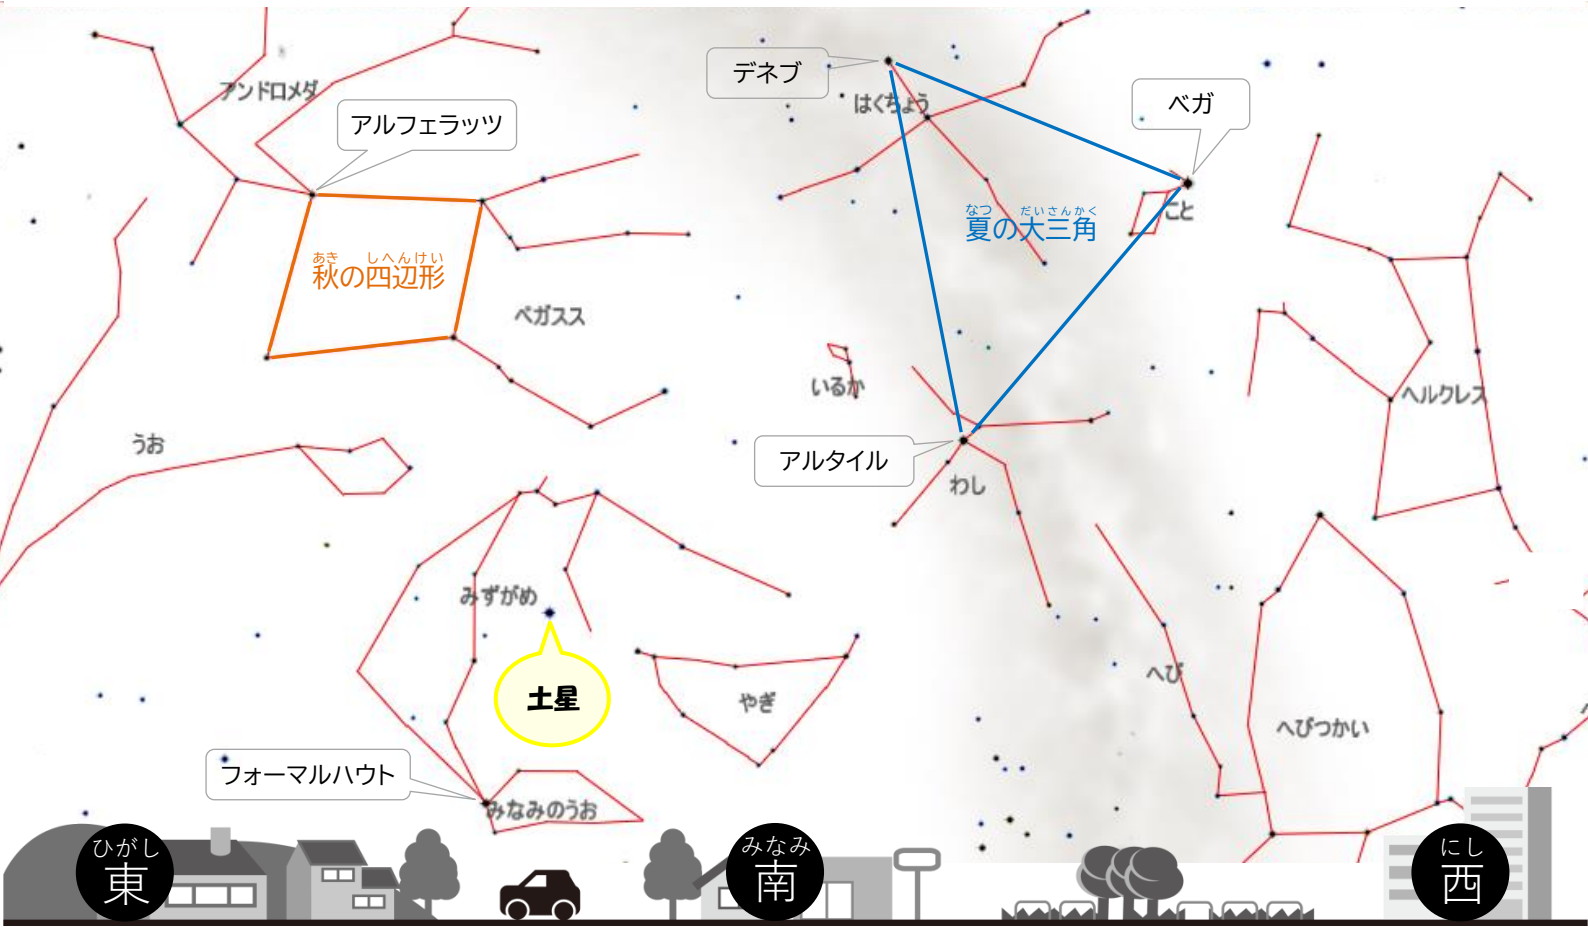 デネブ
ベガ
アンドロメダ
はくちょう
アルフェラッツ
こと
なつ だいさんかく
夏の大三角
あき しへんけい
秋の四辺形
ペガスス
いるか
ヘルクレス
うお
アルタイル
わし
みずがめ
へび
土星
やぎ
へびつかい
フォーマルハウト
みなみのうお
ひがし
東
みなみ
南
にし
西